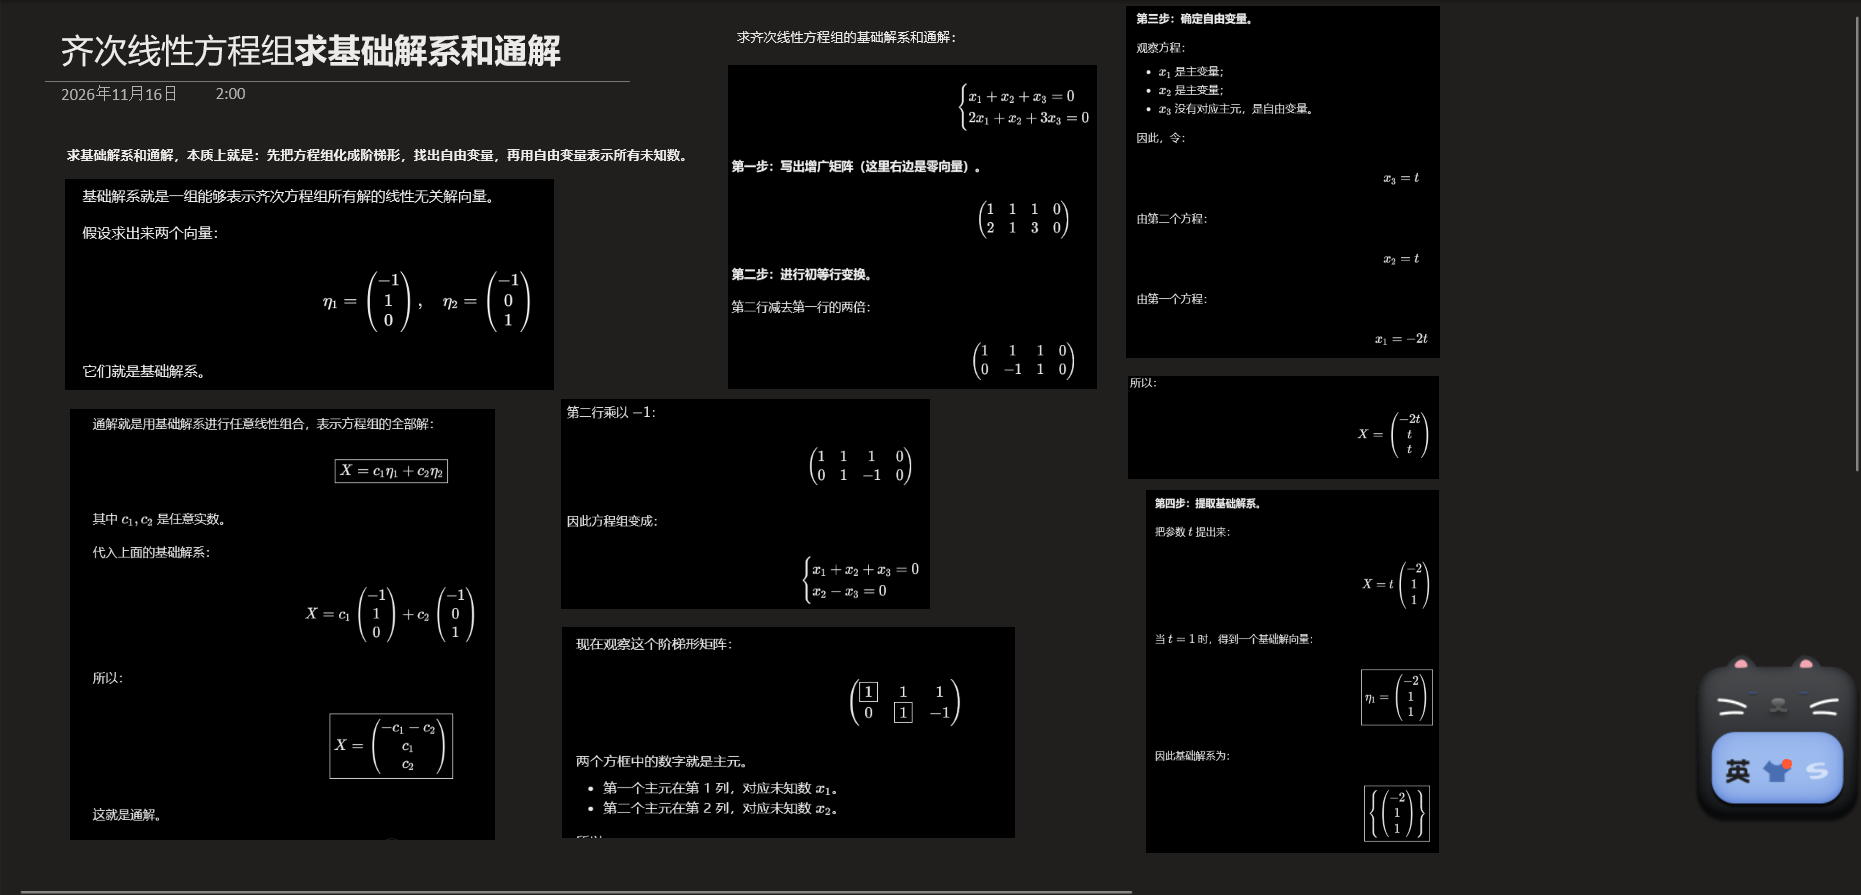 齐次线性方程组求基础解系和通解
2026年11月16日 2:00
求基础解系和通解，本质上就是：先把方程组化成阶梯形，找出自由变量，再用自由变量表示所有未知数。
基础解系就是一组能够表示齐次方程组所有解的线性无关解向量。
假设求出来两个向量：
η₁ = (−1 1 0), η₂ = (−1 0 1)
它们就是基础解系。
通解就是用基础解系进行任意线性组合，表示方程组的全部解：
X = c₁η₁ + c₂η₂
其中 c₁, c₂ 是任意实数。
代入上面的基础解系：
X = c₁ (−1 1 0) + c₂ (−1 0 1)
所以：
X = (−c₁ − c₂ c₁ c₂)
这就是通解。
求齐次线性方程组的基础解系和通解：
x₁ + x₂ + x₃ = 0
2x₁ + x₂ + 3x₃ = 0
第一步：写出增广矩阵（这里右边是零向量）。
1 1 1 0
2 1 3 0
第二步：进行初等行变换。
第二行减去第一行的两倍：
1 1 1 0
0 −1 1 0
第二行乘以 −1：
1 1 1 0
0 1 −1 0
因此方程组变成：
x₁ + x₂ + x₃ = 0
x₂ − x₃ = 0
现在观察这个阶梯形矩阵：
1 1 1
0 1 −1
两个方框中的数字就是主元。
• 第一个主元在第 1 列，对应未知数 x₁。
• 第二个主元在第 2 列，对应未知数 x₂。
第三步：确定自由变量。
观察方程：
• x₁ 是主变量；
• x₂ 是主变量；
• x₃ 没有对应主元，是自由变量。
因此，令：
x₃ = t
由第二个方程：
x₂ = t
由第一个方程：
x₁ = −2t
所以：
X = (−2t t t)
第四步：提取基础解系。
把参数 t 提出来：
X = t (−2 1 1)
当 t = 1 时，得到一个基础解向量：
η₁ = (−2 1 1)
因此基础解系为：
{(−2 1 1)}
英
S